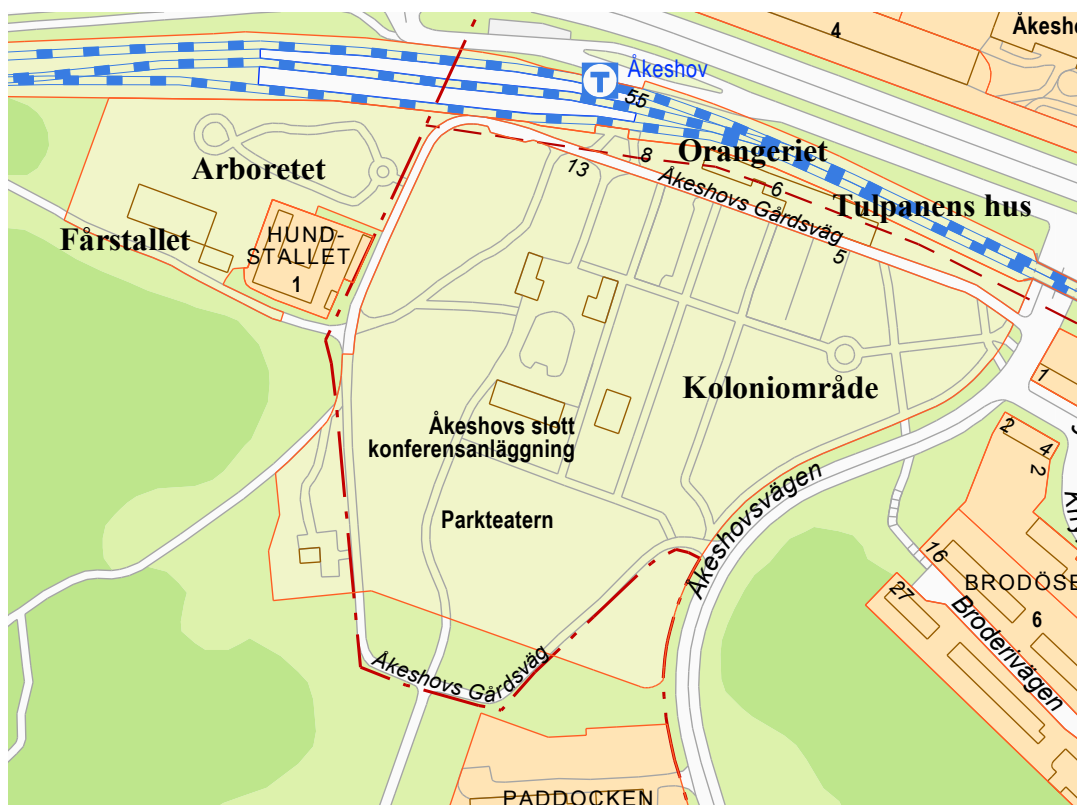 4
Åkesho
T
Åkeshov
55
Orangeriet
8
13
6
Åkeshovs Gårdsväg
Tulpanens hus
5
Arboretet
Fårstallet
HUND-
STALLET
1
Koloniområde
1
Åkeshovs slott
konferensanläggning
Parkteatern
Åkeshovsvägen
2
4
2
16
27
BRODÖSE
6
Broderivägen
Åkeshovs Gårdsväg
PADDOCKEN